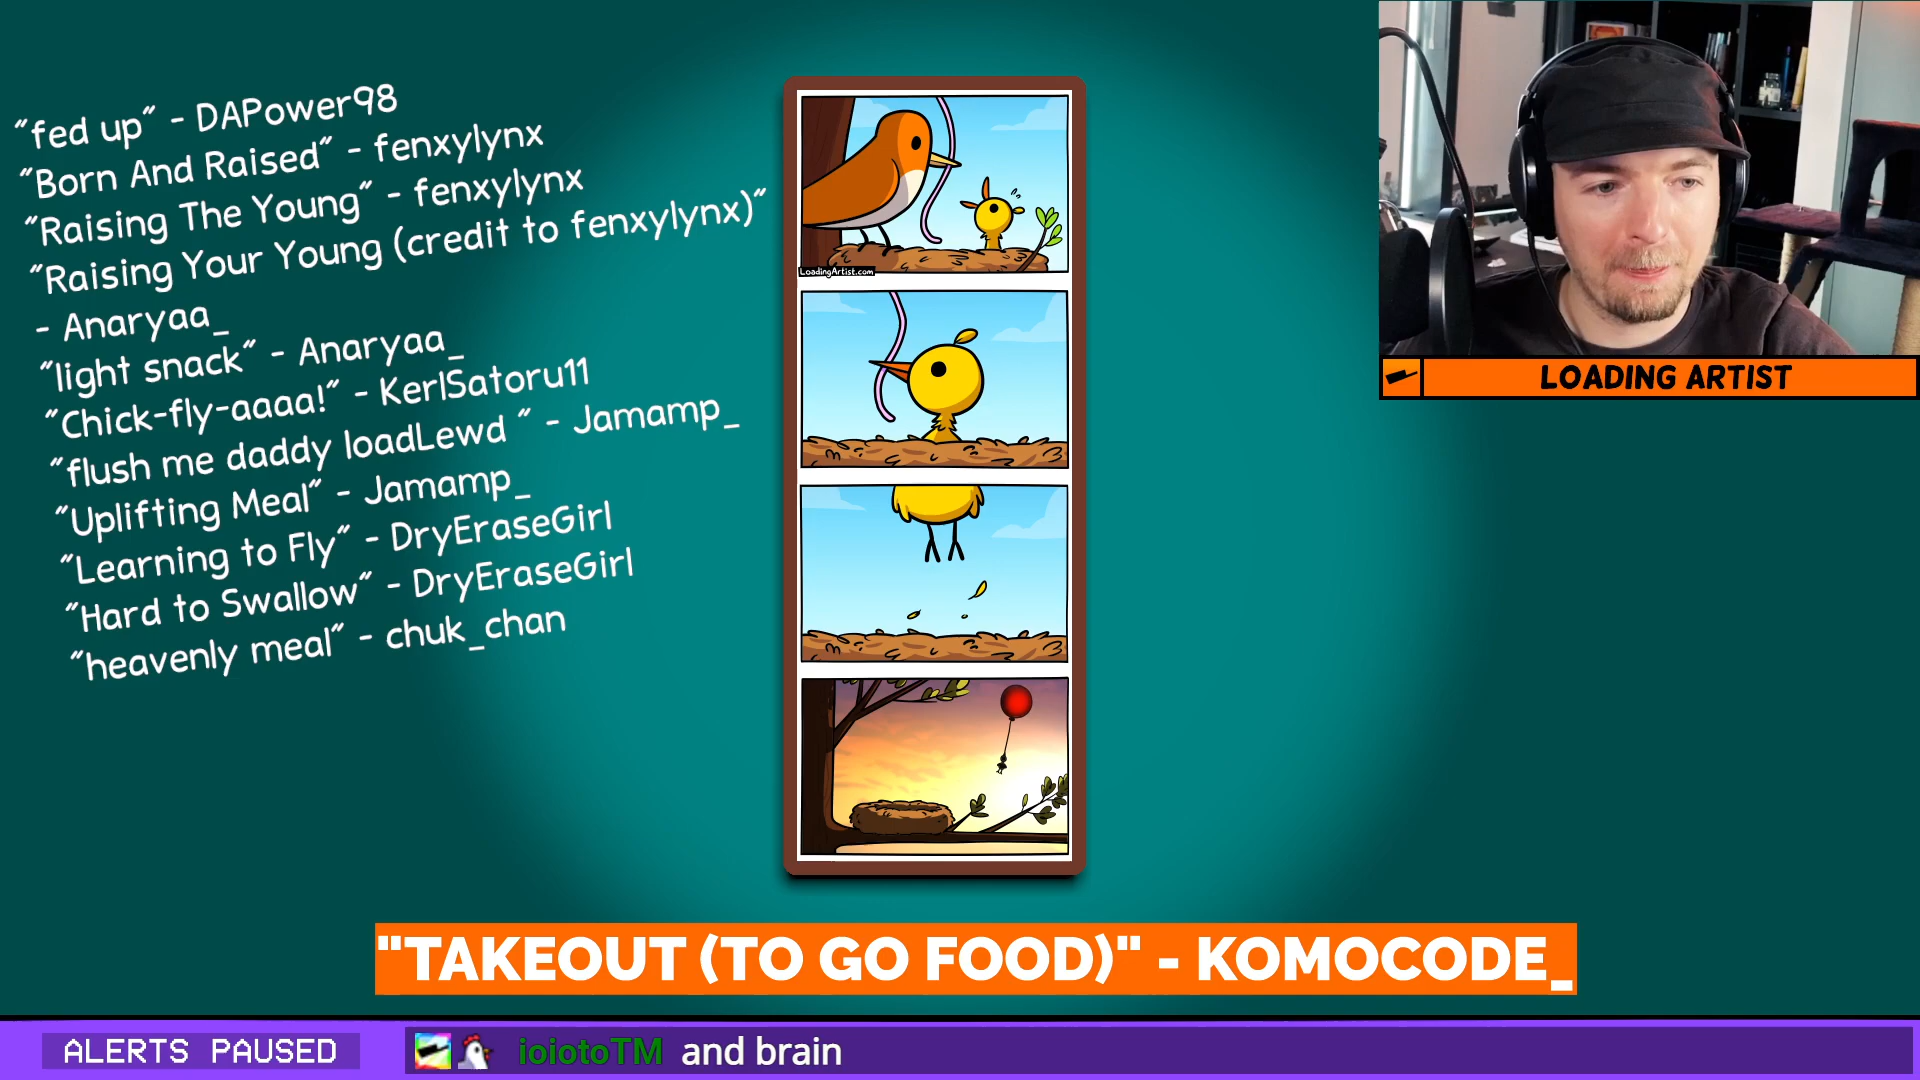 "fed up" - DAPower98
"Born And Raised" - fenxylynx
"Raising The Young" - fenxylynx
"Raising Your Young (credit to fenxylynx)"
- Anaryaa_
"light snack" - Anaryaa_
"Chick-fly-aaaa!" - KerlSatoru11
"flush me daddy loadLewd " - Jamamp_
"Uplifting Meal" - Jamamp_
"Learning to Fly" - DryEraseGirl
"Hard to Swallow" - DryEraseGirl
"heavenly meal" - chuk_chan
LoadingArtist.com
LOADING ARTIST
"TAKEOUT (TO GO FOOD)" - KOMOCODE_
ALERTS PAUSED
ioiotoTM and brain